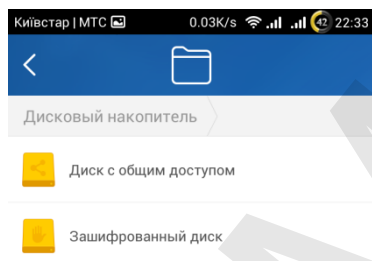 Київстар | МТС 0.03K/s 42 22:33
Дисковый накопитель
Диск с общим доступом
Зашифрованный диск